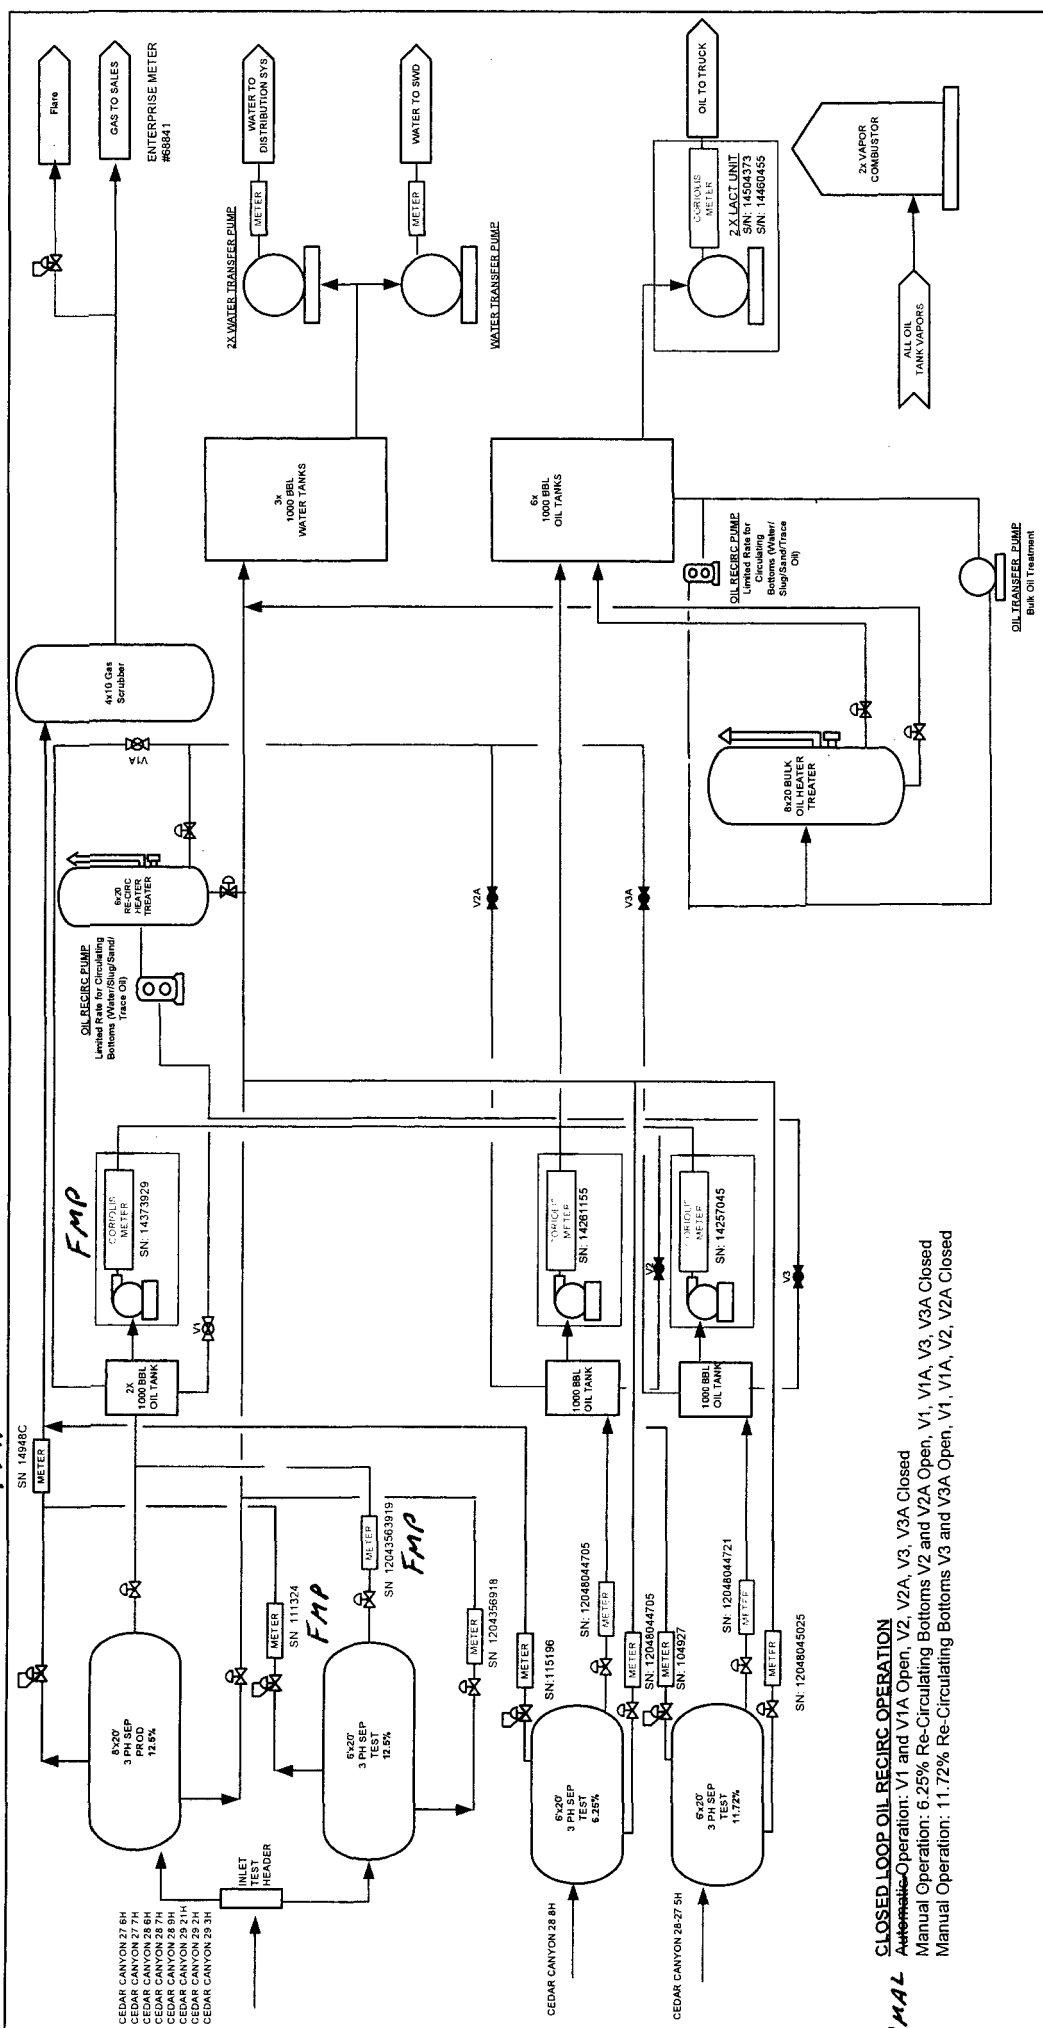 Flare
GAS TO SALES
ENTERPRISE METER
#68841
WATER TO
DISTRIBUTION SYS
METER
2X WATER TRANSFER PUMP
WATER TO SWD
METER
WATER TRANSFER PUMP
OIL TO TRUCK
CORIOLIS
METER
2 X LACT UNIT
S/N: 14504373
S/N: 14460455
2x VAPOR
COMBUSTOR
ALL OIL
TANK VAPORS
3x
1000 BBL
WATER TANKS
6x
1000 BBL
OIL TANKS
OIL RECIRC PUMP
Limited Rate for
Circulating
Bottoms (Water/
Slug/Sand/Trace
Oil)
OIL TRANSFER PUMP
Bulk Oil Treatment
4x10 Gas
Scrubber
V1A
8x20 BULK
OIL HEATER
TREATER
6x20
RE-CIRC
HEATER
TREATER
V2A
V3A
OIL RECIRC PUMP
Limited Rate for Circulating
Bottoms (Water/Slug/Sand/
Trace Oil)
FMP
CORIOLIS
METER
SN: 14373929
V1
2X
1000 BBL
OIL TANK
CORIOLIS
METER
SN: 14261155
V2
CORIOLIS
METER
SN: 14257045
V3
1000 BBL
OIL TANK
1000 BBL
OIL TANK
SN 14948C
METER
METER
SN 111324
FMP
METER
SN 12043563919
FMP
METER
SN 1204356918
METER
SN:115196
SN: 12048044705
METER
METER
SN: 12048044705
METER
SN: 104927
SN: 12048044721
METER
METER
SN: 12048045025
8'x20'
3 PH SEP
PROD
12.5%
6'x20'
3 PH SEP
TEST
12.5%
6'x20'
3 PH SEP
TEST
6.25%
6'x20'
3 PH SEP
TEST
11.72%
INLET
TEST
HEADER
CEDAR CANYON 27 6H
CEDAR CANYON 27 7H
CEDAR CANYON 28 6H
CEDAR CANYON 28 7H
CEDAR CANYON 28 9H
CEDAR CANYON 29 21H
CEDAR CANYON 29 2H
CEDAR CANYON 29 3H
CEDAR CANYON 28 8H
CEDAR CANYON 28-27 5H
CLOSED LOOP OIL RECIRC OPERATION
Automatic Operation: V1 and V1A Open, V2, V2A, V3, V3A Closed
Manual Operation: 6.25% Re-Circulating Bottoms V2 and V2A Open, V1, V1A, V3, V3A Closed
Manual Operation: 11.72% Re-Circulating Bottoms V3 and V3A Open, V1, V1A, V2, V2A Closed